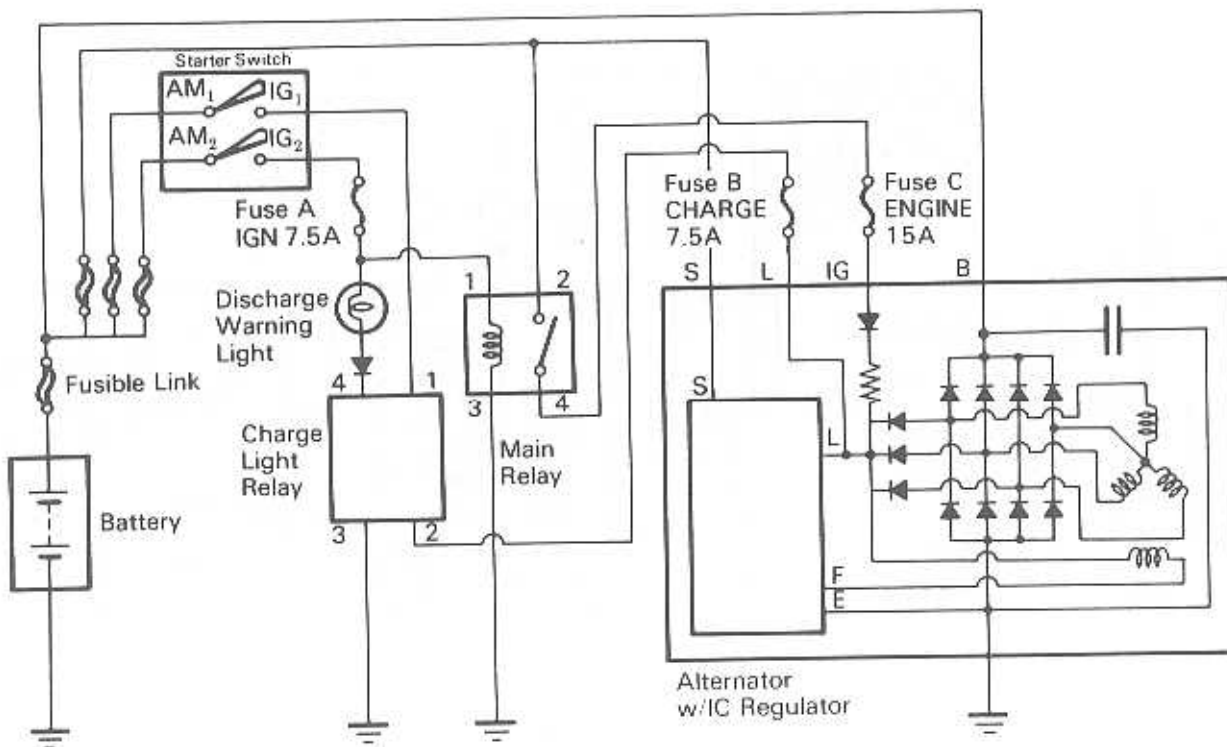 Starter Switch
AM₁ IG₁
AM₂ IG₂
Fuse A
IGN 7.5A
Fuse B
CHARGE
7.5A
Fuse C
ENGINE
15A
S L IG B
1 2
3 4
Discharge
Warning
Light
Fusible Link
4 1
3 2
Charge
Light
Relay
Main
Relay
Battery
S
L
F
E
Alternator
w/IC Regulator